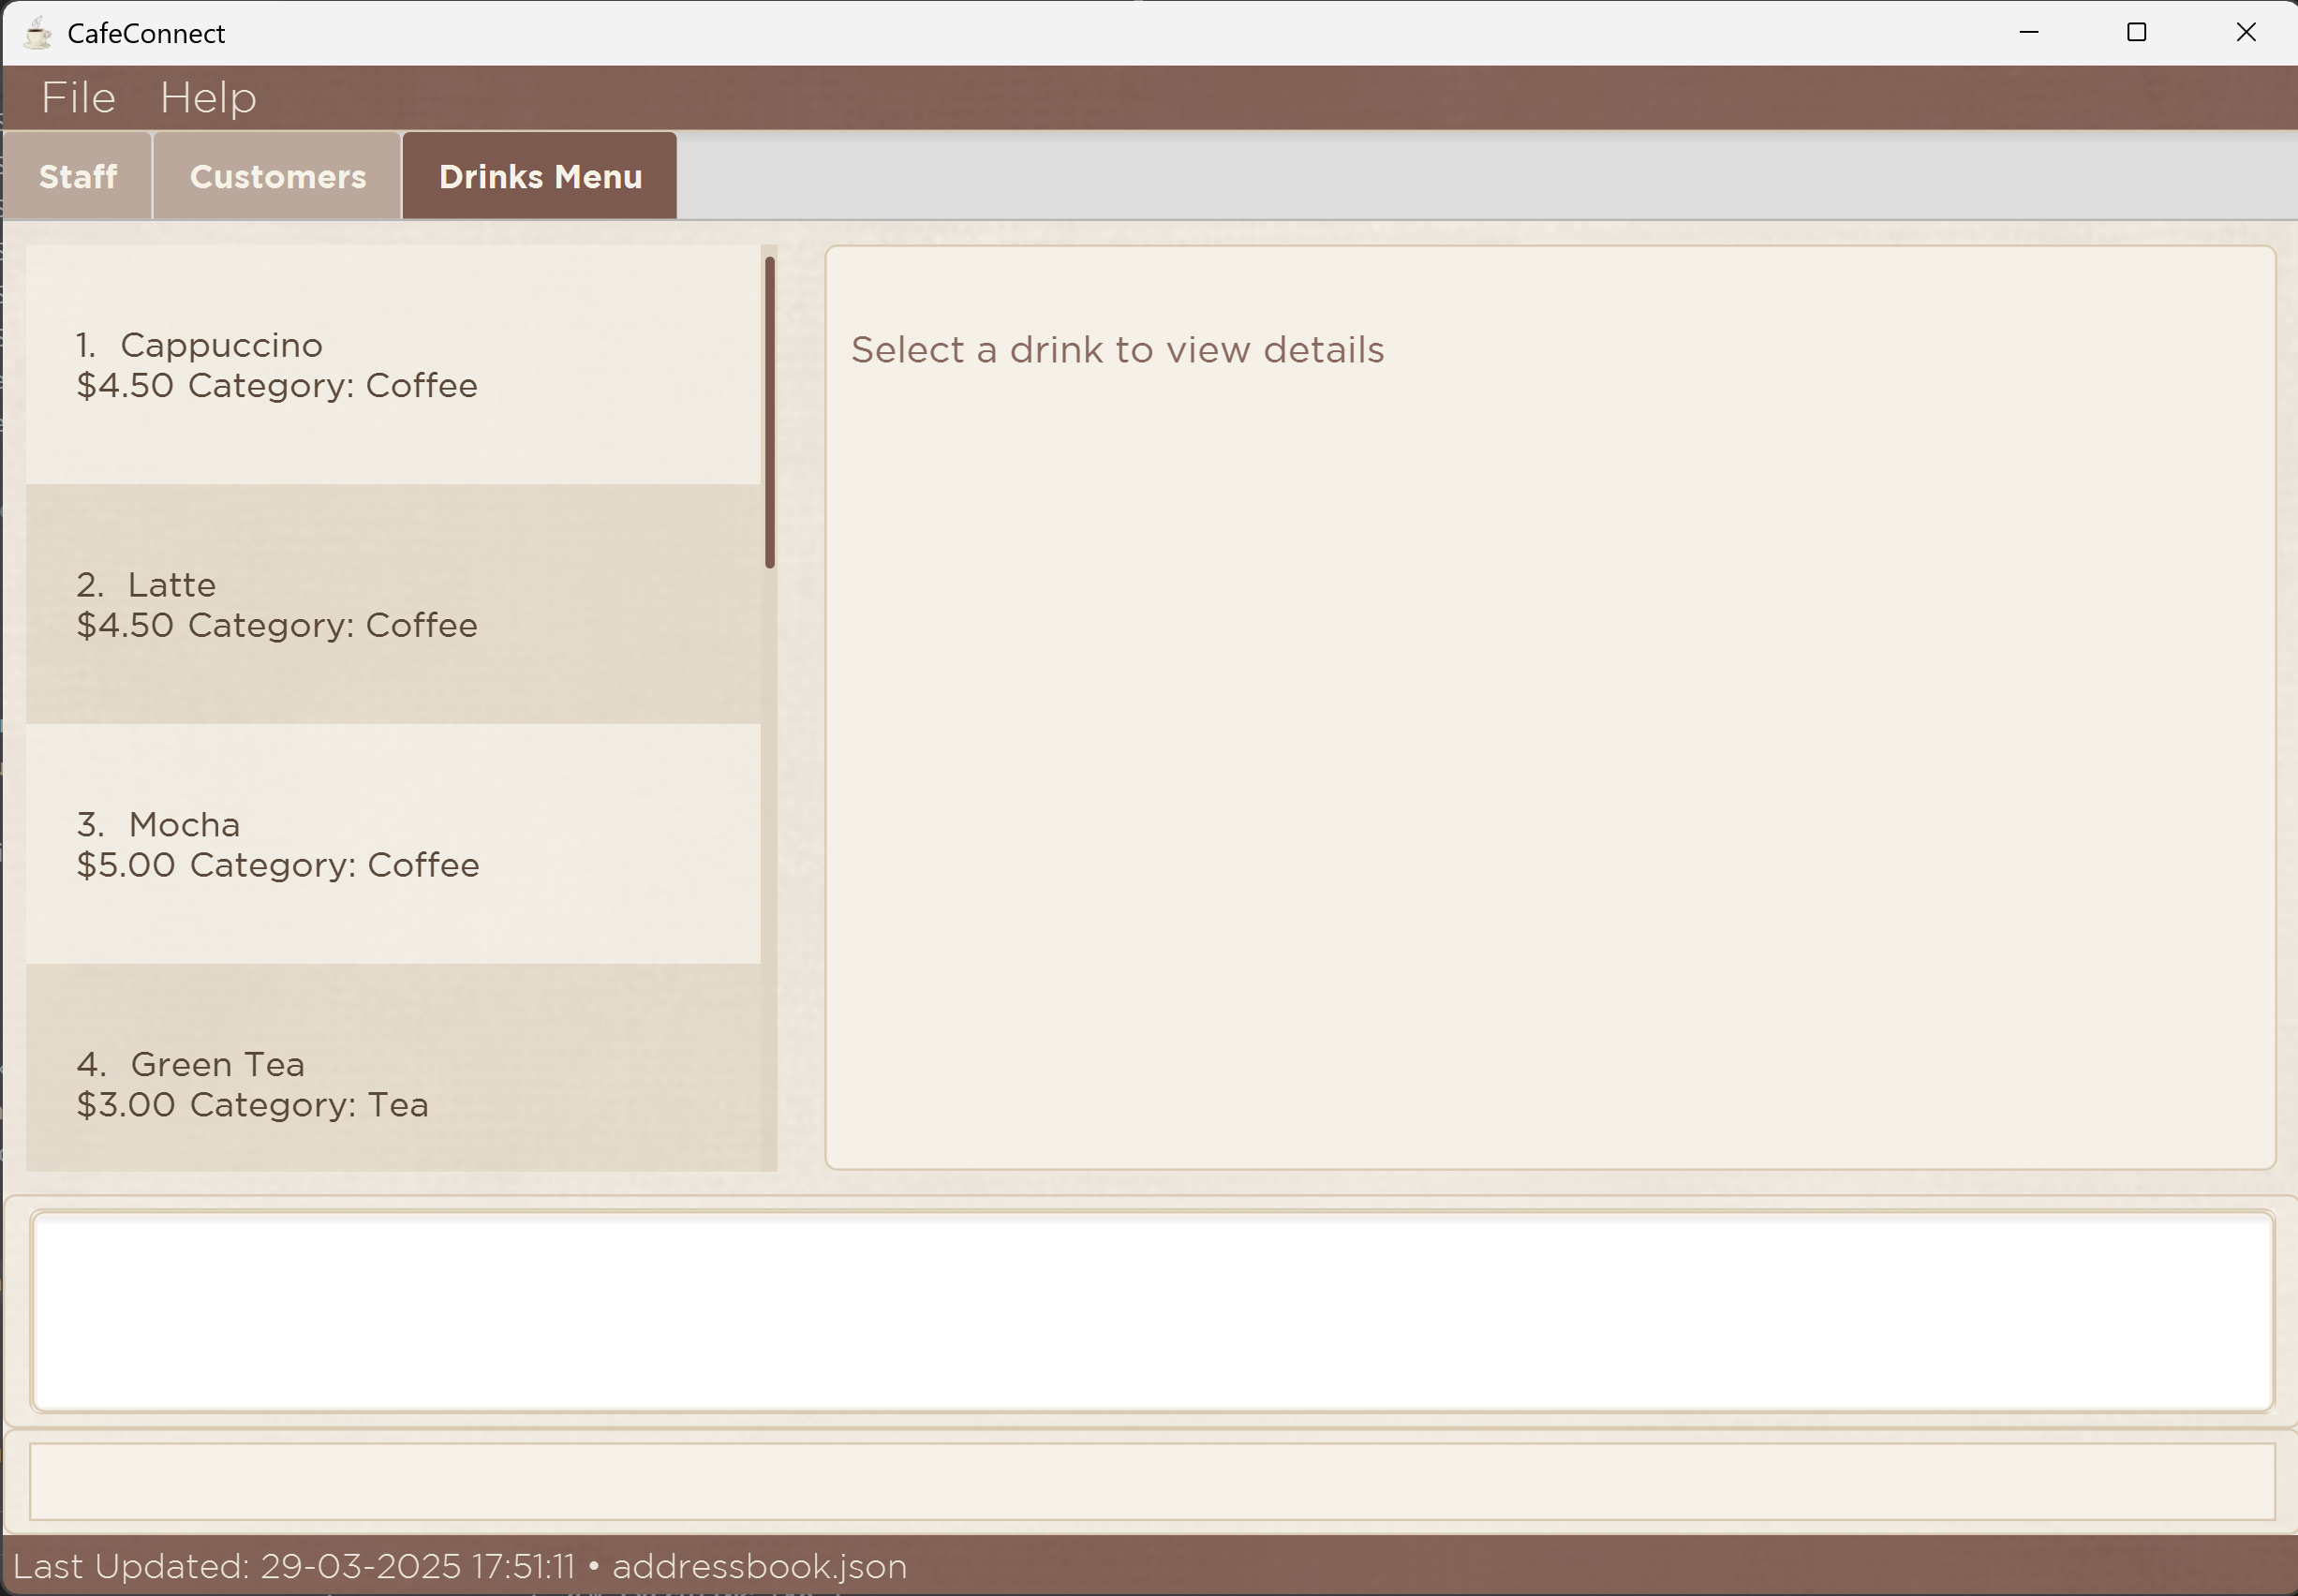 CafeConnect
File Help
Staff Customers Drinks Menu
1. Cappuccino
$4.50 Category: Coffee
2. Latte
$4.50 Category: Coffee
3. Mocha
$5.00 Category: Coffee
4. Green Tea
$3.00 Category: Tea
Select a drink to view details
Last Updated: 29-03-2025 17:51:11 • addressbook.json